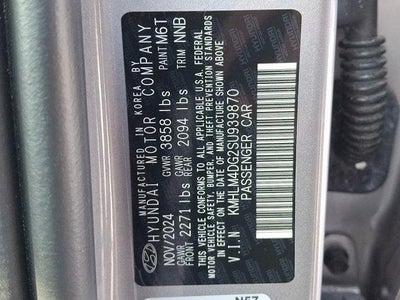 MANUFACTURED IN KOREA BY
HYUNDAI MOTOR COMPANY PAINT M6T
NOV/2024 GVWR 3858 lbs TRIM NNB
GAWR FRONT 2271 lbs GAWR REAR 2094 lbs
THIS VEHICLE CONFORMS TO ALL APPLICABLE U.S.A. FEDERAL
MOTOR VEHICLE SAFETY, BUMPER, AND THEFT PREVENTION
STANDARDS IN EFFECT ON THE DATE OF MANUFACTURE SHOWN ABOVE.
V.I.N KMHLM4DG2SU939870
PASSENGER CAR
N57